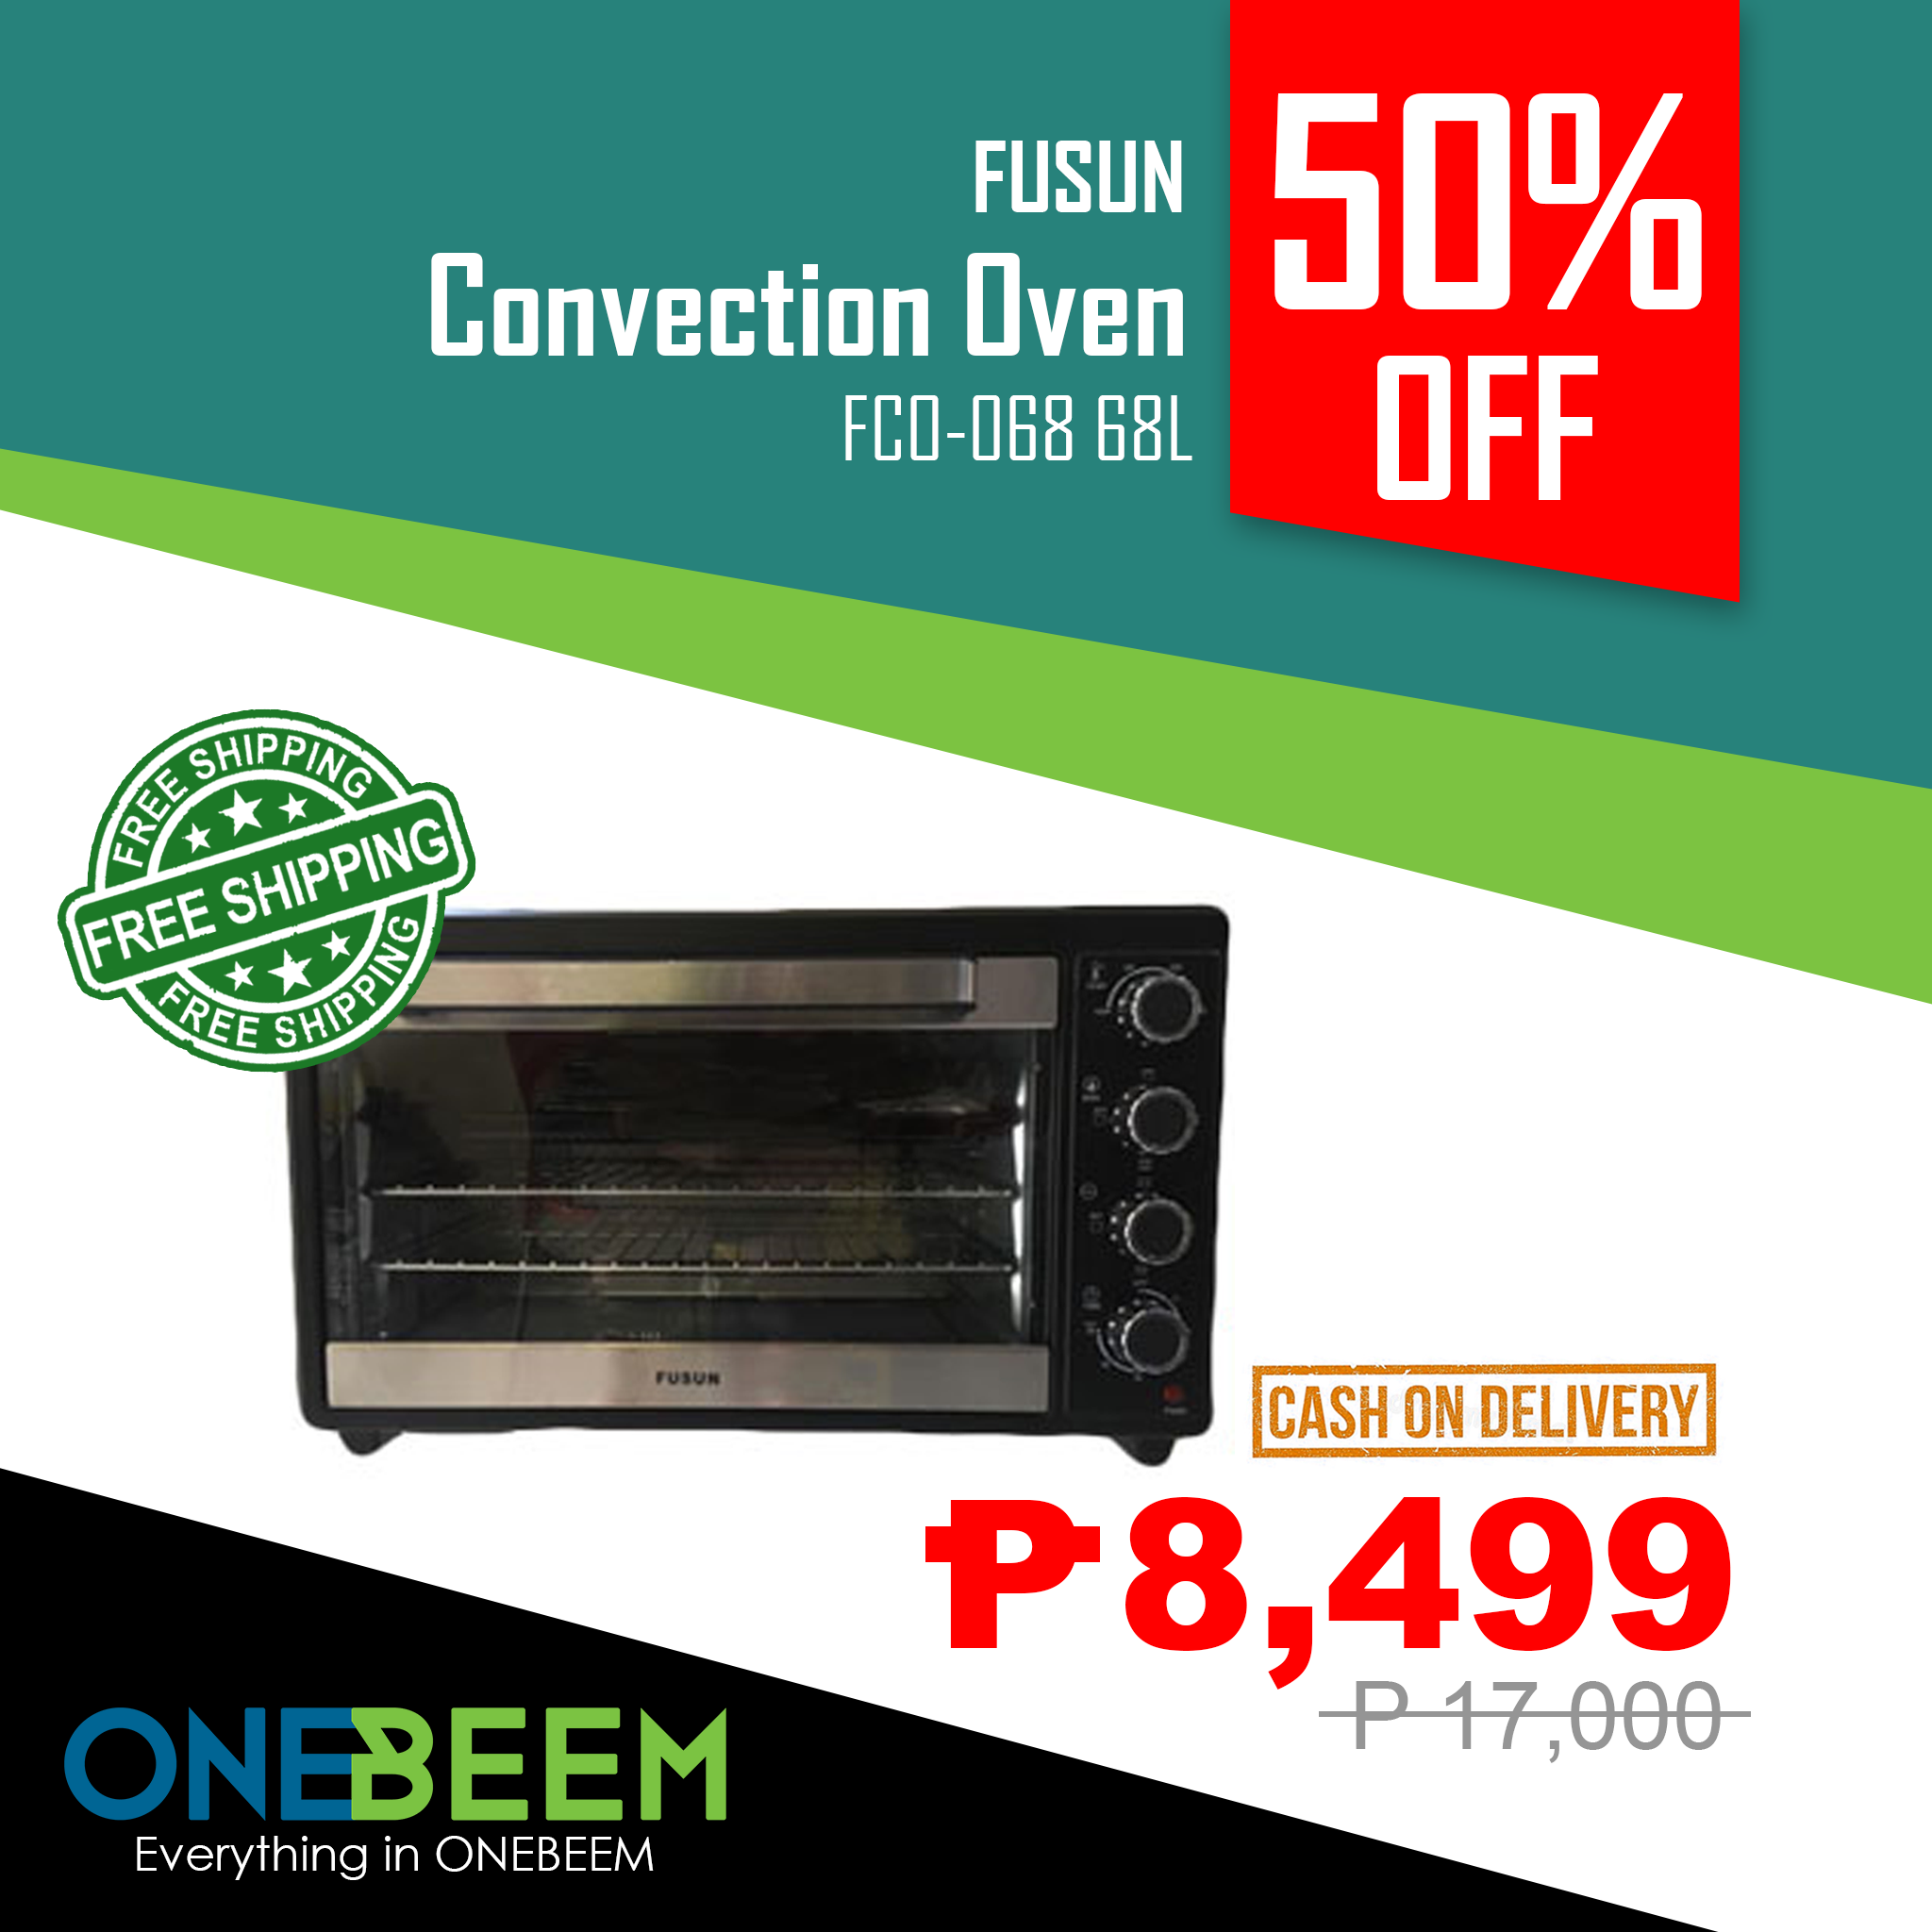 FUSUN
Convection Oven
FCO-068 68L
50%
OFF
FREE SHIPPING
FREE SHIPPING
FREE SHIPPING
FUSUN
CASH ON DELIVERY
₱8,499
P 17,000
ONEBEEM
Everything in ONEBEEM